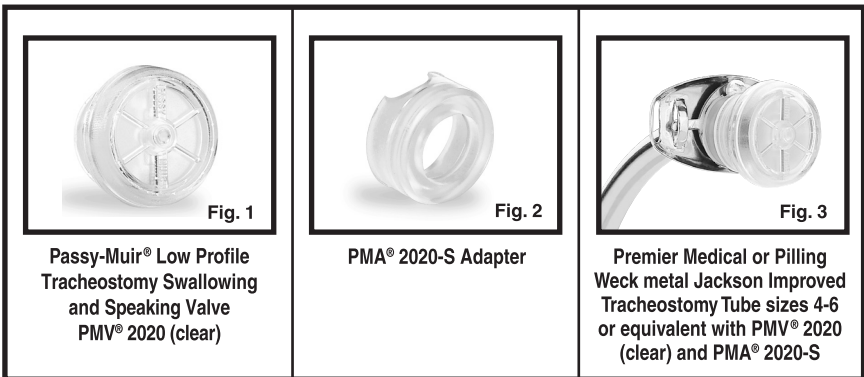 Fig. 1
Passy-Muir® Low Profile
Tracheostomy Swallowing
and Speaking Valve
PMV® 2020 (clear)
Fig. 2
PMA® 2020-S Adapter
Fig. 3
Premier Medical or Pilling
Weck metal Jackson Improved
Tracheostomy Tube sizes 4-6
or equivalent with PMV® 2020
(clear) and PMA® 2020-S